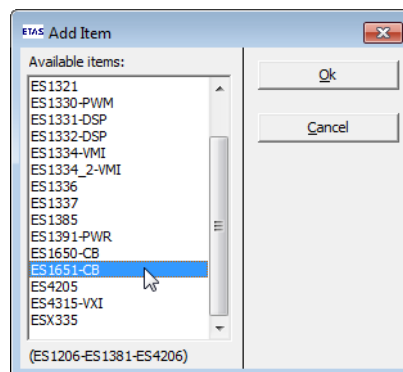 ETAS Add Item
Available items:
ES1321
ES1330-PWM
ES1331-DSP
ES1332-DSP
ES1334-VMI
ES1334_2-VMI
ES1336
ES1337
ES1385
ES1391-PWR
ES1650-CB
ES1651-CB
ES4205
ES4315-VXI
ESX335
(ES1206-ES1381-ES4206)
Ok
Cancel